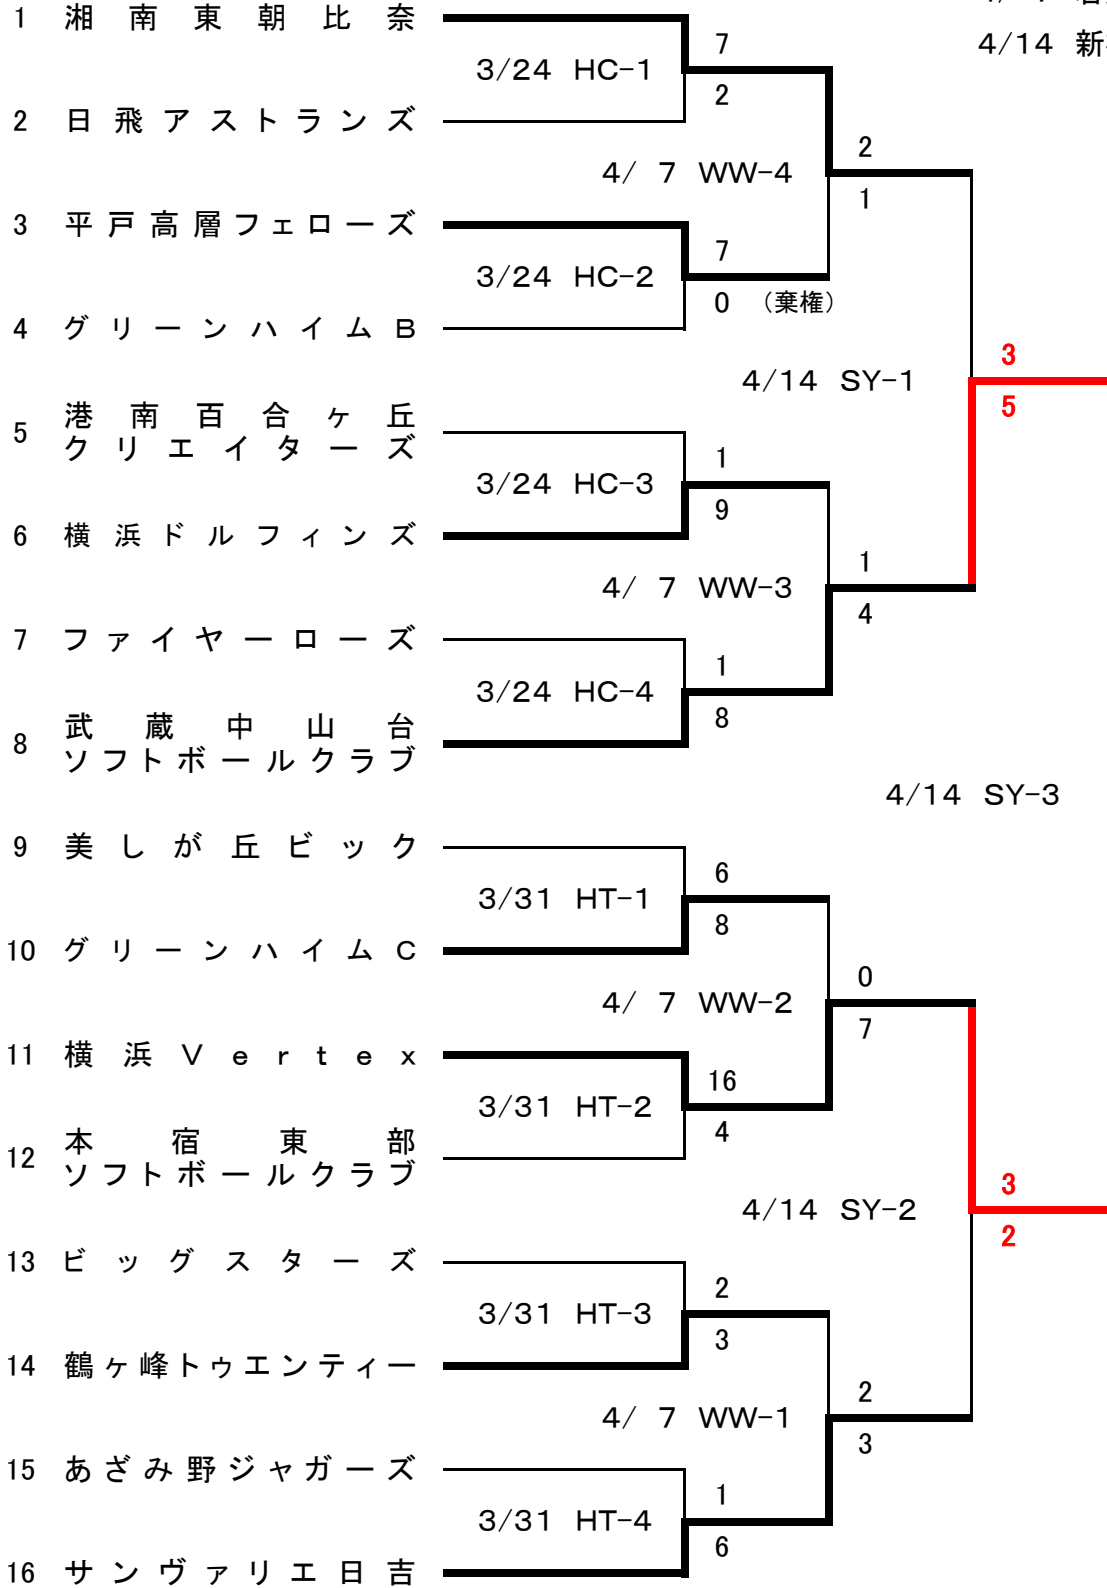 1 湘南東朝比奈
7
4/14 新
3/24 HC-1
2
2 日飛アストランズ
2
4/ 7 WW-4
1
3 平戸高層フェローズ
7
3/24 HC-2
0 (棄権)
4 グリーンハイムB
3
4/14 SY-1
5
5 港南百合ヶ丘
クリエイターズ
1
3/24 HC-3
9
6 横浜ドルフィンズ
1
4/ 7 WW-3
4
7 ファイヤーローズ
1
3/24 HC-4
8
8 武蔵中山台
ソフトボールクラブ
4/14 SY-3
9 美しが丘ビック
6
3/31 HT-1
8
10 グリーンハイムC
0
4/ 7 WW-2
7
11 横浜Vertex
16
3/31 HT-2
4
12 本宿東部
ソフトボールクラブ
3
4/14 SY-2
2
13 ビッグスターズ
2
3/31 HT-3
3
14 鶴ヶ峰トゥエンティー
2
4/ 7 WW-1
3
15 あざみ野ジャガーズ
1
3/31 HT-4
6
16 サンヴァリエ日吉